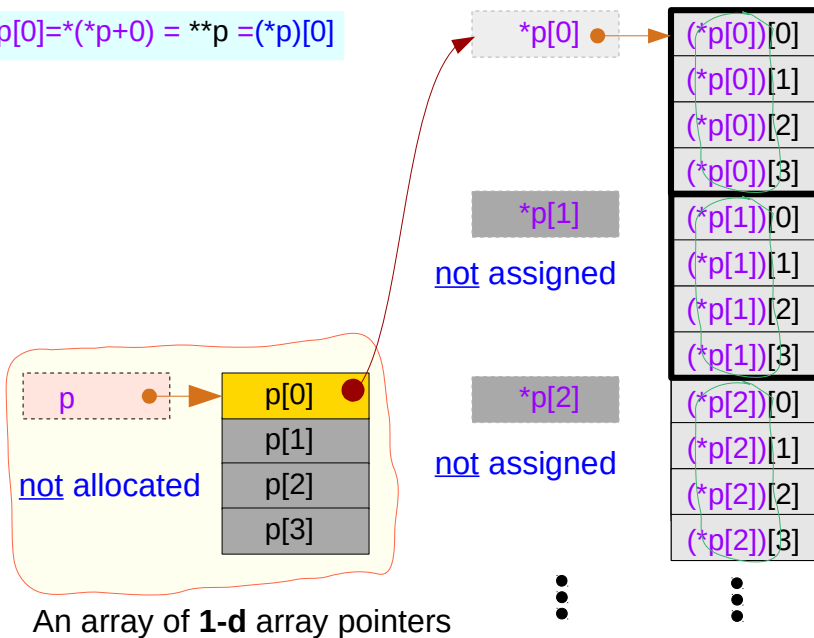 p[0]=*(*p+0) = **p =(*p)[0]
*p[0]
(*p[0])[0]
(*p[0])[1]
(*p[0])[2]
(*p[0])[3]
*p[1]
not assigned
(*p[1])[0]
(*p[1])[1]
(*p[1])[2]
(*p[1])[3]
p
not allocated
p[0]
p[1]
p[2]
p[3]
*p[2]
not assigned
(*p[2])[0]
(*p[2])[1]
(*p[2])[2]
(*p[2])[3]
An array of 1-d array pointers